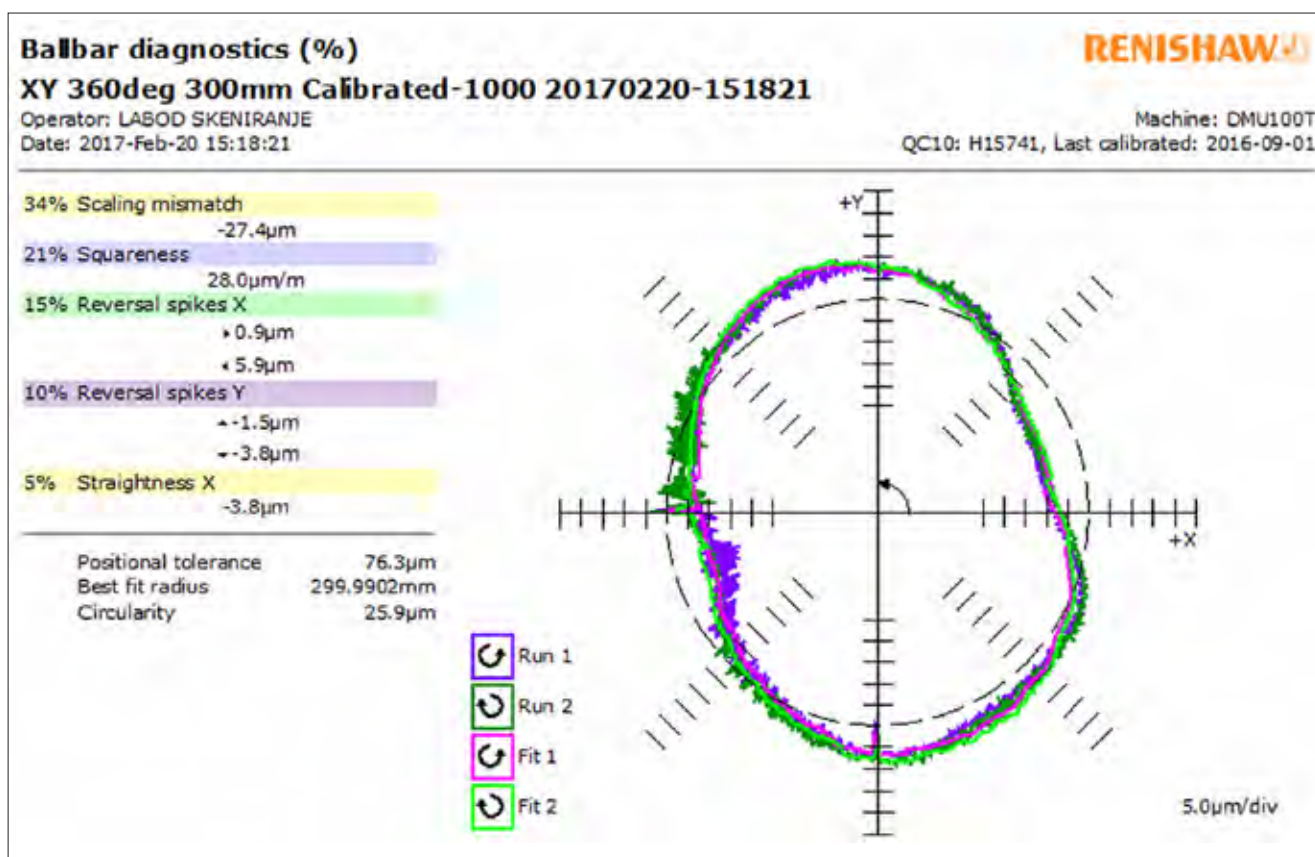 Ballbar diagnostics (%)
RENISHAW
XY 360deg 300mm Calibrated-1000 20170220-151821
Operator: LABOD SKENIRANJE
Machine: DMU100T
Date: 2017-Feb-20 15:18:21
QC10: H15741, Last calibrated: 2016-09-01
34% Scaling mismatch
-27.4µm
21% Squareness
28.0µm/m
15% Reversal spikes X
▸ 0.9µm
◂ 5.9µm
10% Reversal spikes Y
▴ -1.5µm
▾ -3.8µm
5% Straightness X
-3.8µm
Positional tolerance 76.3µm
Best fit radius 299.9902mm
Circularity 25.9µm
+Y
+X
Run 1
Run 2
Fit 1
Fit 2
5.0µm/div